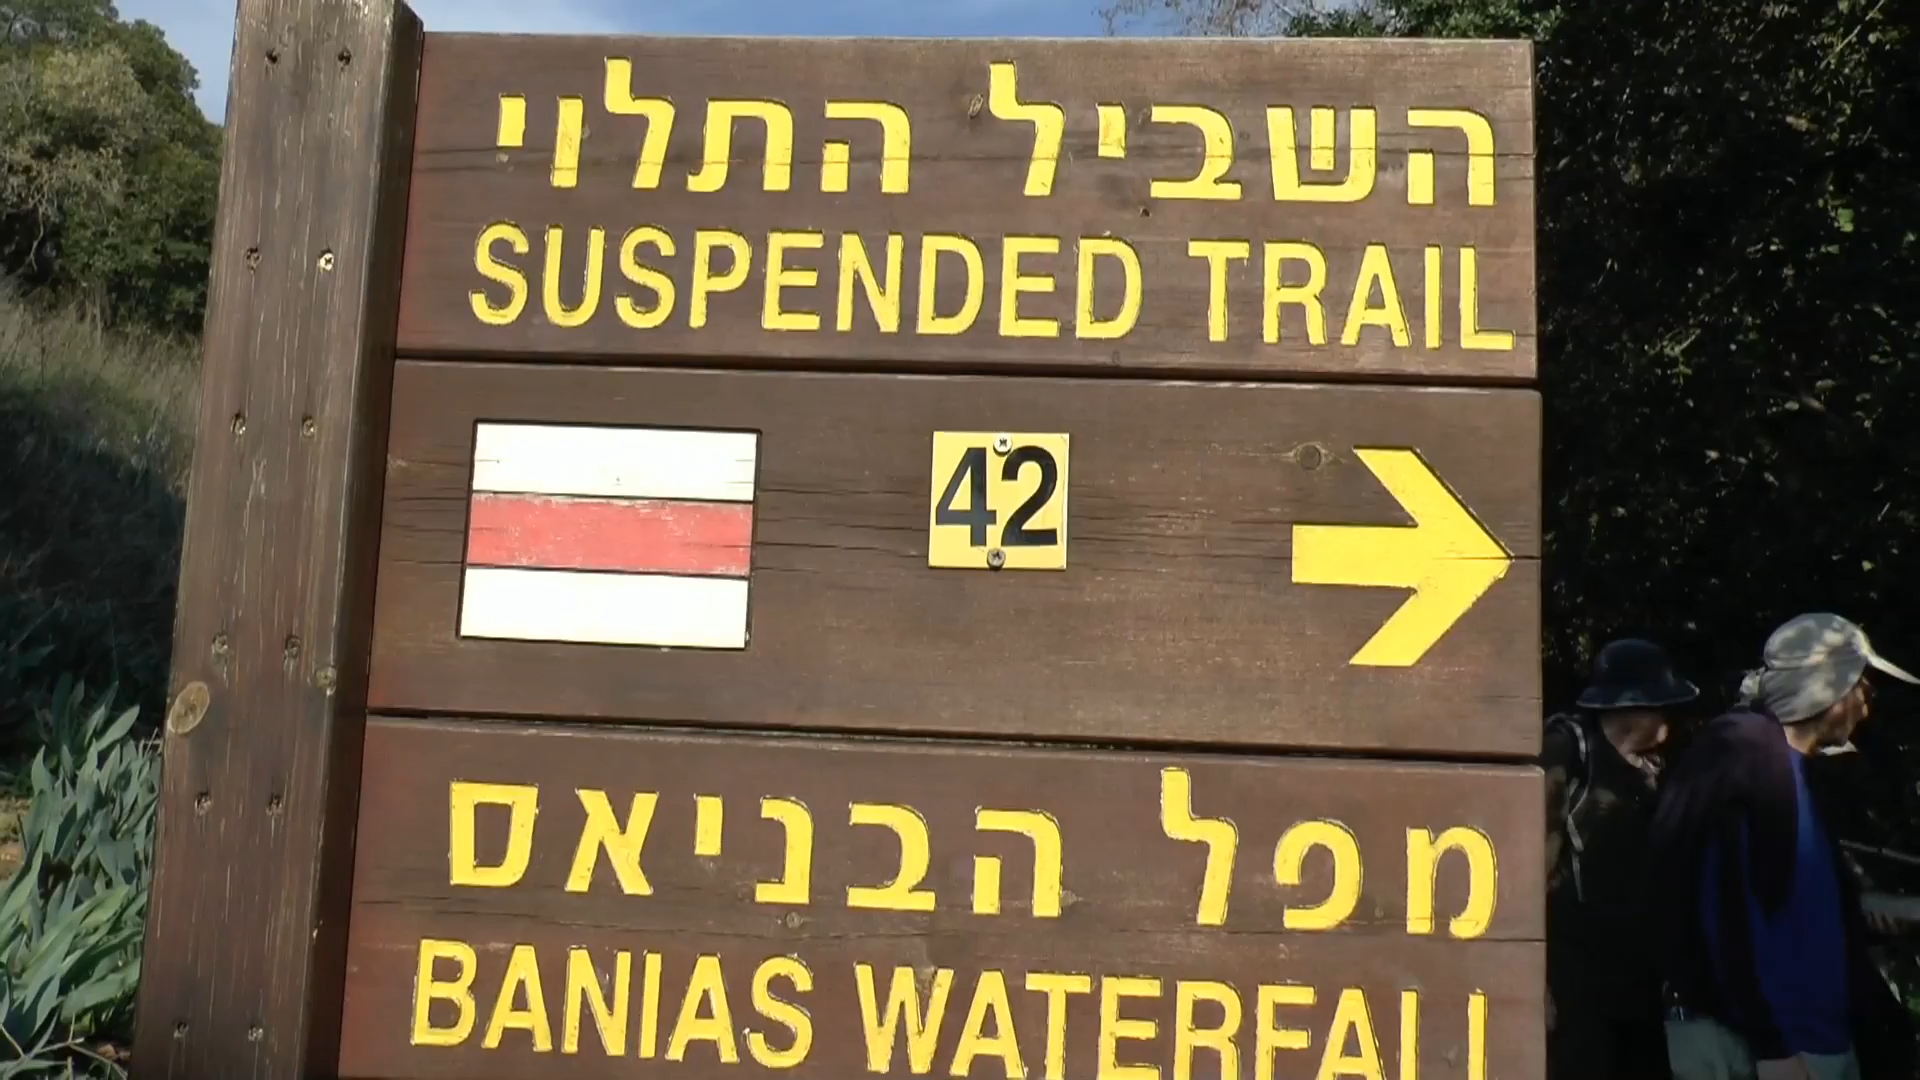 השביל התלוי
SUSPENDED TRAIL
42
מפל הבניאס
BANIAS WATERFALL